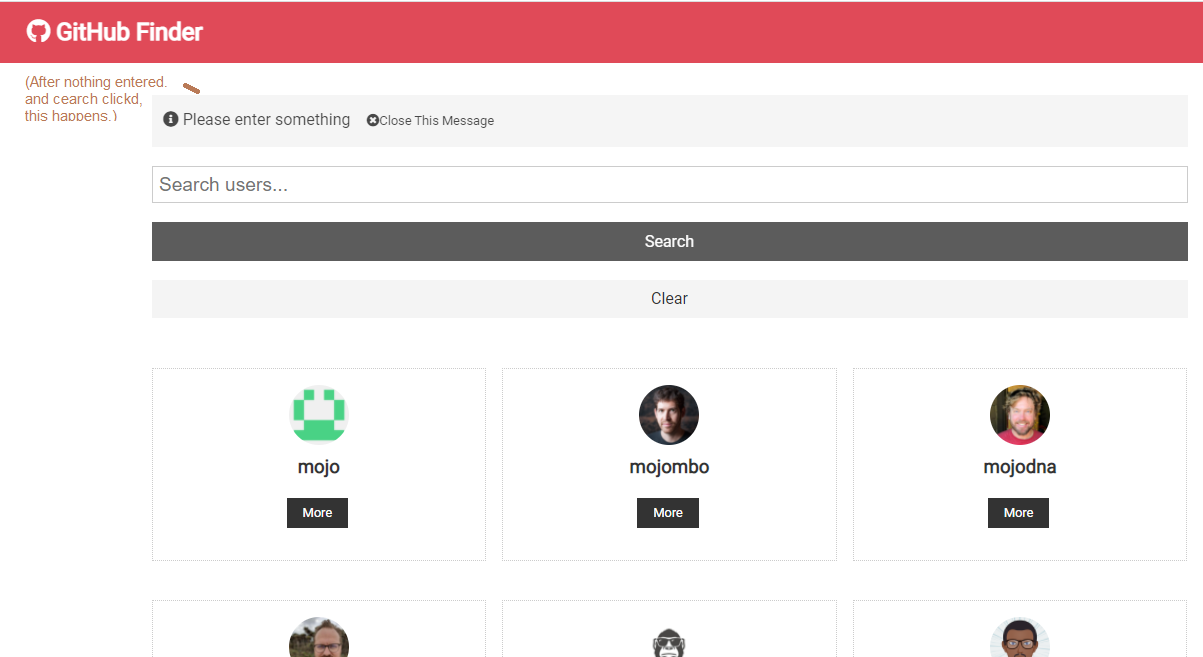 GitHub Finder
(After nothing entered.
and cearch clickd,
this happens.)
Please enter something Close This Message
Search users...
Search
Clear
mojo mojombo mojodna
More More More